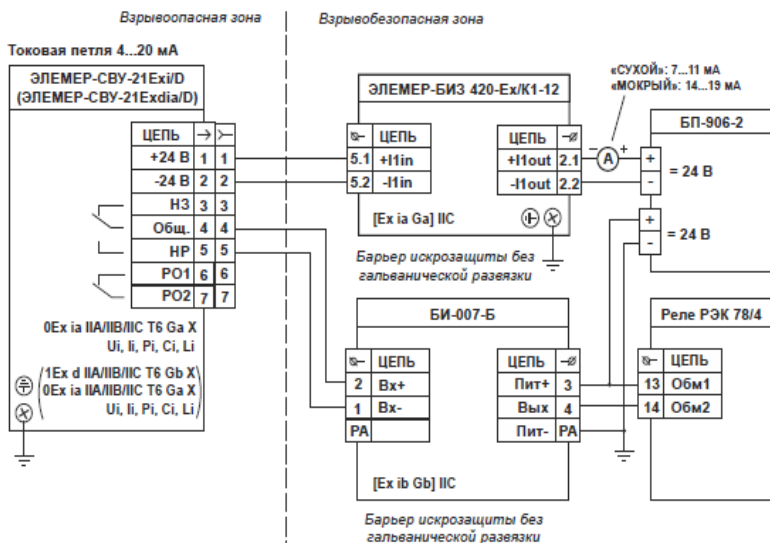 Взрывоопасная зона
Взрывобезопасная зона
Токовая петля 4...20 мА
ЭЛЕМЕР-СВУ-21Exi/D
(ЭЛЕМЕР-СВУ-21Exdia/D)
ЦЕПЬ
+24 В 1 1
-24 В 2 2
НЗ 3 3
Общ. 4 4
НР 5 5
РО1 6 6
РО2 7 7
0Ex ia IIA/IIB/IIC T6 Ga X
Ui, Ii, Pi, Ci, Li
(1Ex d IIA/IIB/IIC T6 Gb X
0Ex ia IIA/IIB/IIC T6 Ga X
Ui, Ii, Pi, Ci, Li)
ЭЛЕМЕР-БИЗ 420-Ex/K1-12
ЦЕПЬ
5.1 +I1in
5.2 -I1in
ЦЕПЬ
+I1out 2.1
-I1out 2.2
[Ex ia Ga] IIC
Барьер искрозащиты без
гальванической развязки
«СУХОЙ»: 7...11 мА
«МОКРЫЙ»: 14...19 мА
− A +
БП-906-2
+
-
= 24 В
+
-
= 24 В
БИ-007-Б
ЦЕПЬ
2 Вх+
1 Вх-
РА
ЦЕПЬ
Пит+ 3
Вых 4
Пит- РА
[Ex ib Gb] IIC
Барьер искрозащиты без
гальванической развязки
Реле РЭК 78/4
ЦЕПЬ
13 Обм1
14 Обм2